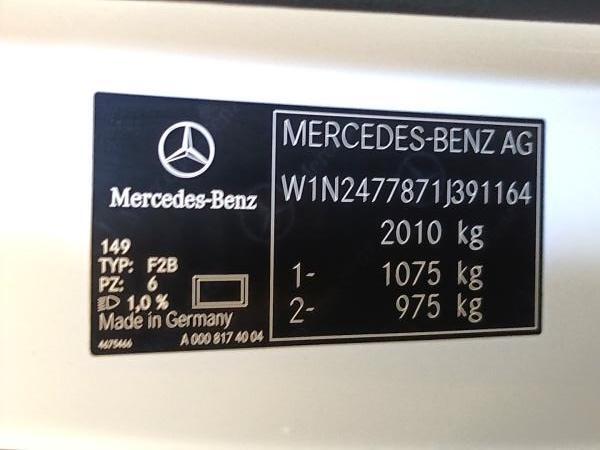 Mercedes-Benz
149
TYP: F2B
PZ: 6
1,0 %
Made in Germany
4675466
A 000 817 40 04
MERCEDES-BENZ AG
W1N2477871J391164
2010 kg
1- 1075 kg
2- 975 kg